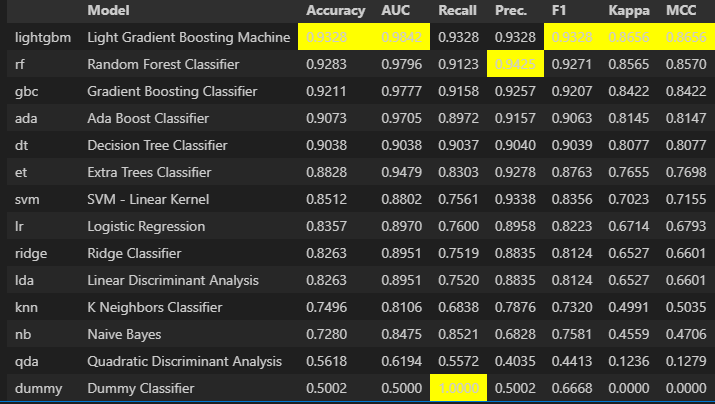 Model Accuracy AUC Recall Prec. F1 Kappa MCC
lightgbm Light Gradient Boosting Machine 0.9328 0.9842 0.9328 0.9328 0.9328 0.8656 0.8656
rf Random Forest Classifier 0.9283 0.9796 0.9123 0.9425 0.9271 0.8565 0.8570
gbc Gradient Boosting Classifier 0.9211 0.9777 0.9158 0.9257 0.9207 0.8422 0.8422
ada Ada Boost Classifier 0.9073 0.9705 0.8972 0.9157 0.9063 0.8145 0.8147
dt Decision Tree Classifier 0.9038 0.9038 0.9037 0.9040 0.9039 0.8077 0.8077
et Extra Trees Classifier 0.8828 0.9479 0.8303 0.9278 0.8763 0.7655 0.7698
svm SVM - Linear Kernel 0.8512 0.8802 0.7561 0.9338 0.8356 0.7023 0.7155
lr Logistic Regression 0.8357 0.8970 0.7600 0.8958 0.8223 0.6714 0.6793
ridge Ridge Classifier 0.8263 0.8951 0.7519 0.8835 0.8124 0.6527 0.6601
lda Linear Discriminant Analysis 0.8263 0.8951 0.7520 0.8835 0.8124 0.6527 0.6601
knn K Neighbors Classifier 0.7496 0.8106 0.6838 0.7876 0.7320 0.4991 0.5035
nb Naive Bayes 0.7280 0.8475 0.8521 0.6828 0.7581 0.4559 0.4706
qda Quadratic Discriminant Analysis 0.5618 0.6194 0.5572 0.4035 0.4413 0.1236 0.1279
dummy Dummy Classifier 0.5002 0.5000 1.0000 0.5002 0.6668 0.0000 0.0000